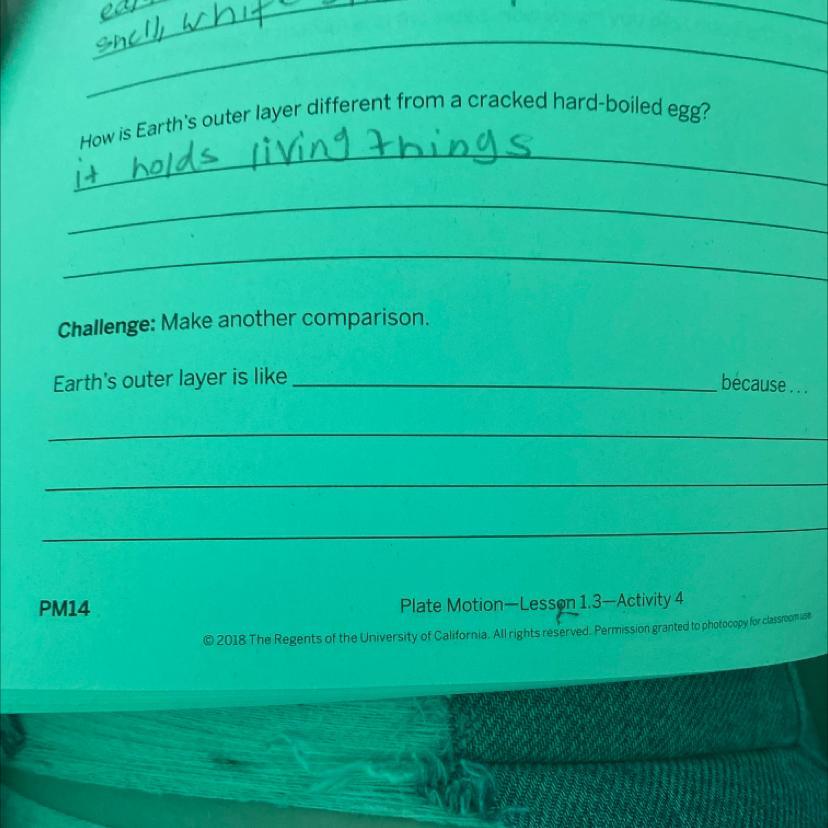 shell, white
How is Earth's outer layer different from a cracked hard-boiled egg?
it holds living things
Challenge: Make another comparison.
Earth's outer layer is like ______________________ because...
PM14
Plate Motion—Lesson 1.3—Activity 4
© 2018 The Regents of the University of California. All rights reserved. Permission granted to photocopy for classroom use.